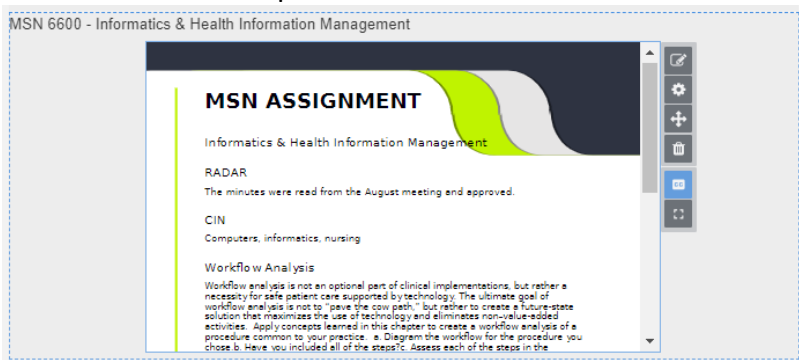 MSN 6600 - Informatics & Health Information Management
MSN ASSIGNMENT
Informatics & Health Information Management
RADAR
The minutes were read from the August meeting and approved.
CIN
Computers, informatics, nursing
Workflow Analysis
Workflow analysis is not an optional part of clinical implementations, but rather a
necessity for safe patient care supported by technology. The ultimate goal of
workflow analysis is not to "pave the cow path," but rather to create a future-state
solution that maximizes the use of technology and eliminates non-value-added
activities.  Apply concepts learned in this chapter to create a workflow analysis of a
procedure common to your practice.  a. Diagram the workflow for the procedure you
chose.b. Have you included all of the steps?c. Assess each of the steps in the
CC